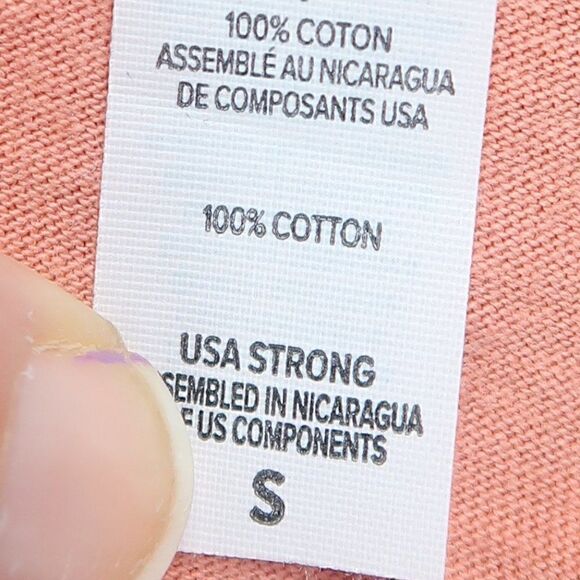 100% COTON
ASSEMBLÉ AU NICARAGUA
DE COMPOSANTS USA
100% COTTON
USA STRONG
SEMBLED IN NICARAGUA
US COMPONENTS
S